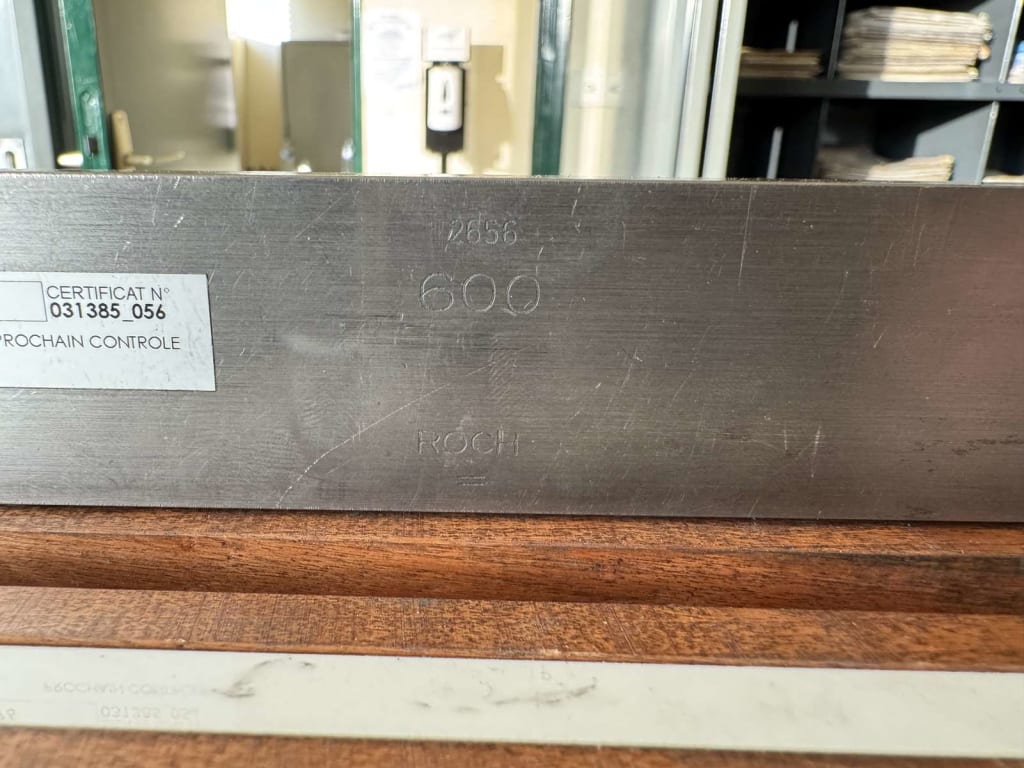 2656
600
CERTIFICAT N°
031385_056
PROCHAIN CONTROLE
ROCH